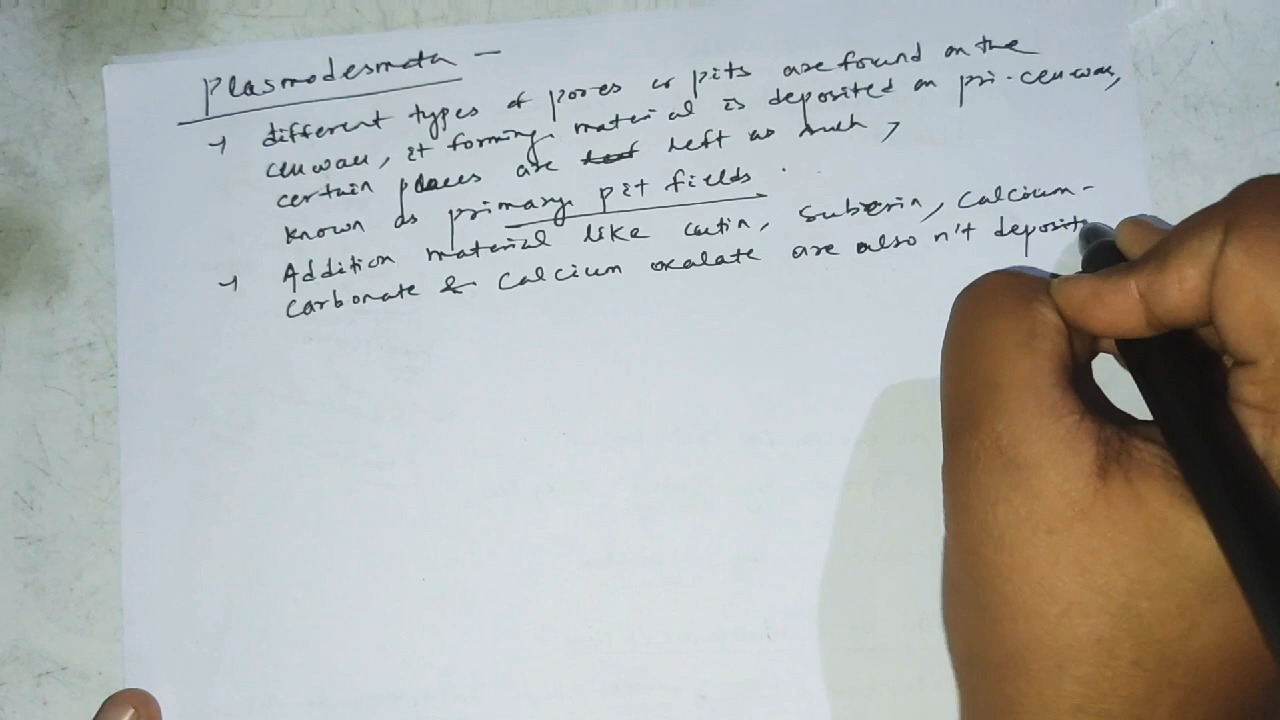 Plasmodesmata —
→ different types of pores or pits are found on the
cell wall, it forming material is deposited on pri. cell wall,
certain places are left as such,
known as primary pit fields.
→ Addition material like cutin, Suberin, Calcium-
Carbonate & Calcium oxalate are also n't deposite